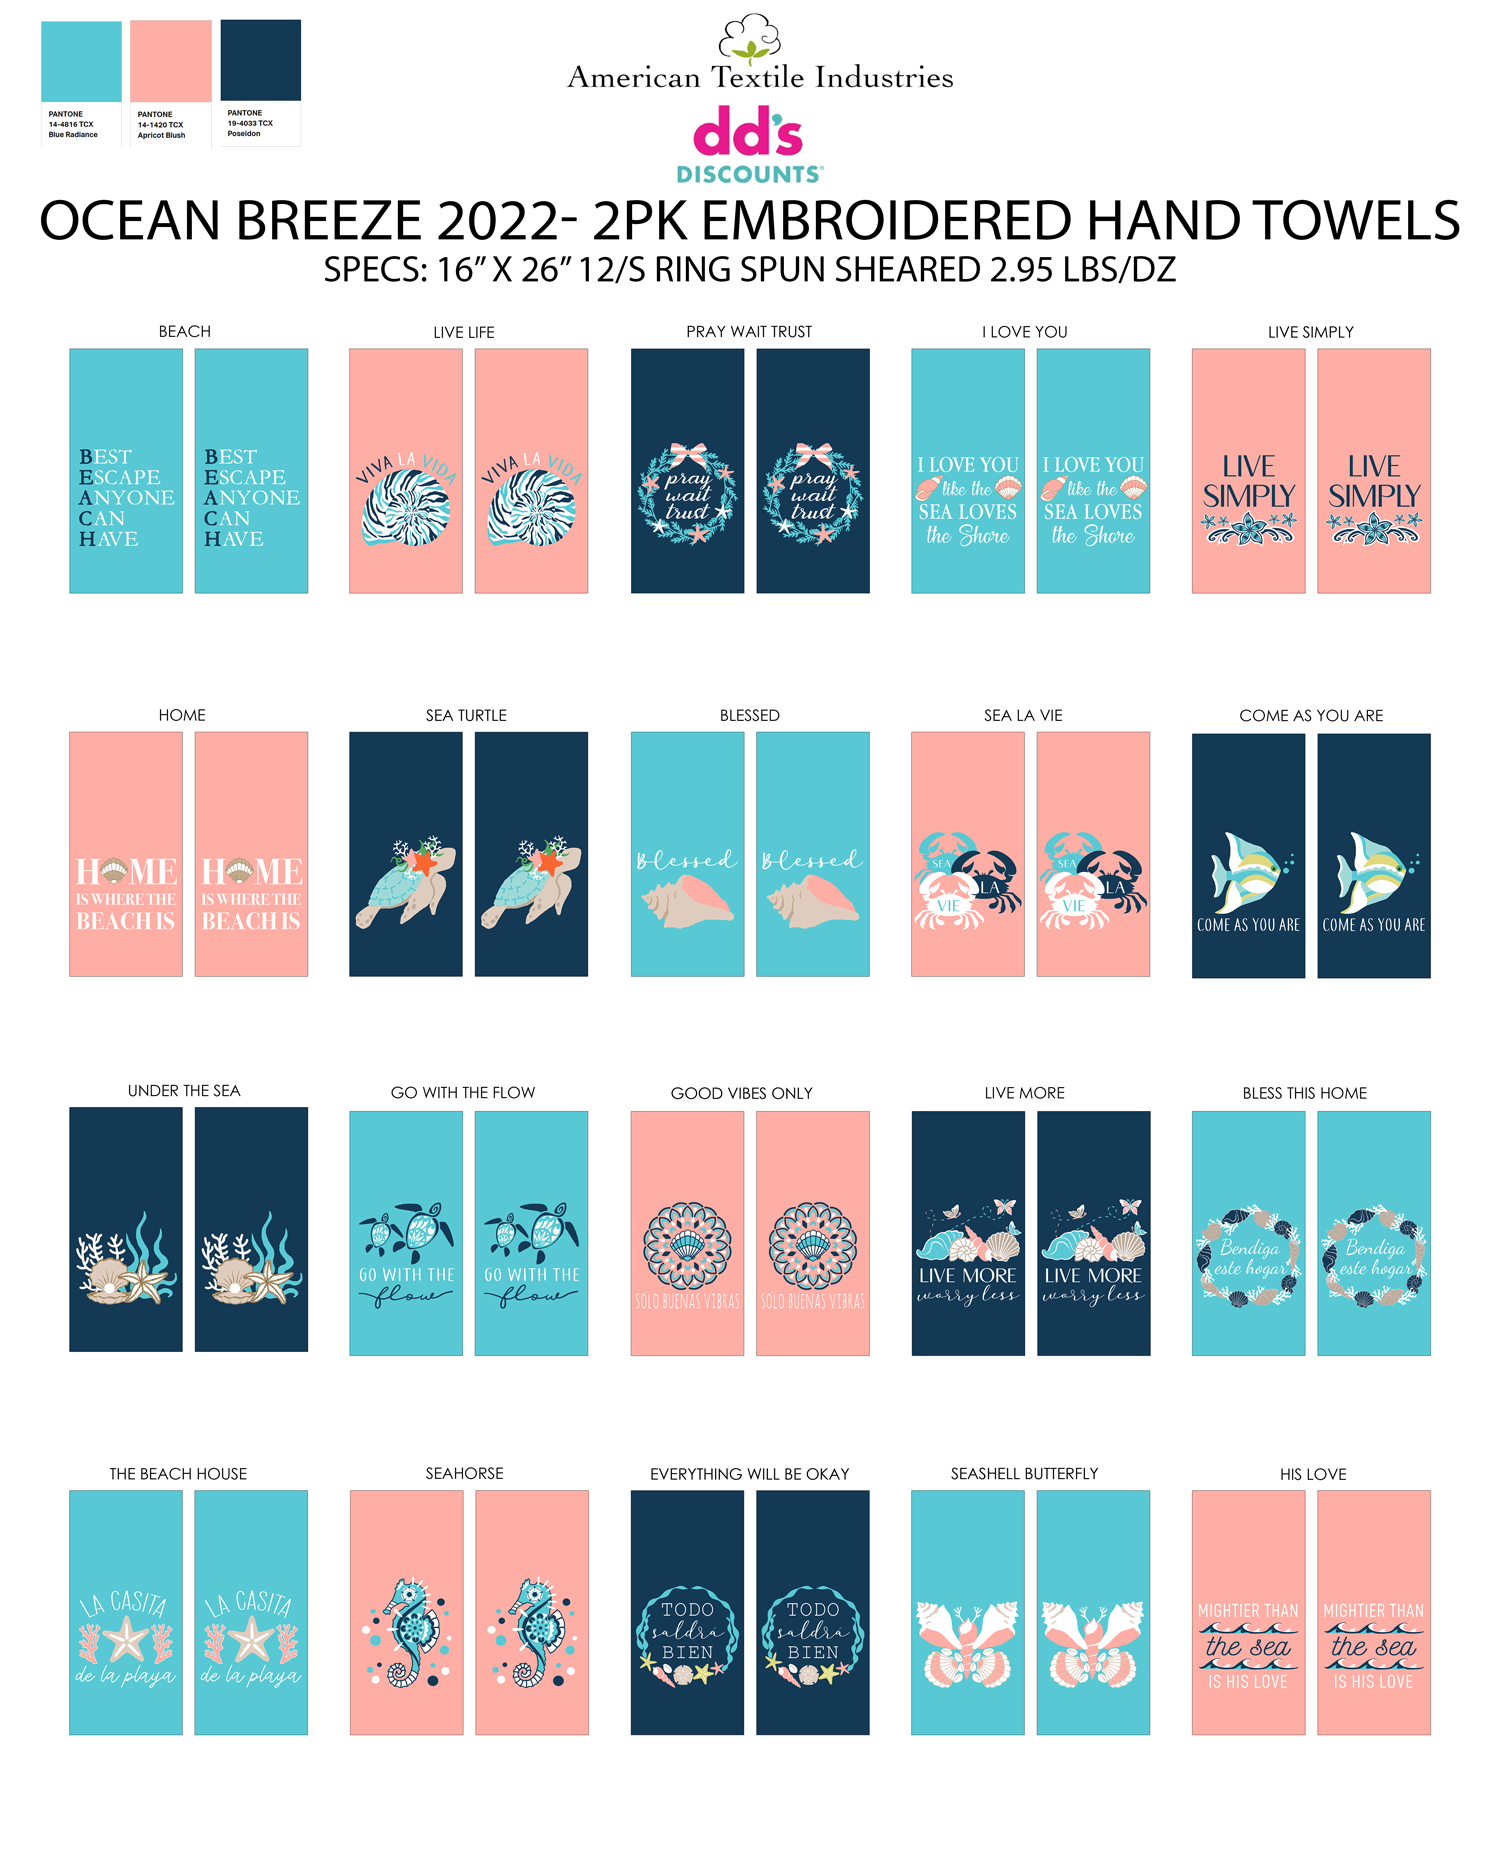 PANTONE
14-4816 TCX
Blue Radiance
PANTONE
14-1420 TCX
Apricot Blush
PANTONE
19-4033 TCX
Poseidon
American Textile Industries
dd's
DISCOUNTS®
OCEAN BREEZE 2022- 2PK EMBROIDERED HAND TOWELS
SPECS: 16” X 26” 12/S RING SPUN SHEARED 2.95 LBS/DZ
BEACH
BEST
ESCAPE
ANYONE
CAN
HAVE
BEST
ESCAPE
ANYONE
CAN
HAVE
LIVE LIFE
VIVA LA VIDA
VIVA LA VIDA
PRAY WAIT TRUST
pray
wait
trust
pray
wait
trust
I LOVE YOU
I LOVE YOU
like the
SEA LOVES
the Shore
I LOVE YOU
like the
SEA LOVES
the Shore
LIVE SIMPLY
LIVE
SIMPLY
LIVE
SIMPLY
HOME
HOME
IS WHERE THE
BEACH IS
HOME
IS WHERE THE
BEACH IS
SEA TURTLE
BLESSED
Blessed
Blessed
SEA LA VIE
SEA
LA
VIE
SEA
LA
VIE
COME AS YOU ARE
COME AS YOU ARE
COME AS YOU ARE
UNDER THE SEA
GO WITH THE FLOW
GO WITH THE
flow
GO WITH THE
flow
GOOD VIBES ONLY
SOLO BUENAS VIBRAS
SOLO BUENAS VIBRAS
LIVE MORE
LIVE MORE
worry less
LIVE MORE
worry less
BLESS THIS HOME
Bendiga
este hogar
Bendiga
este hogar
THE BEACH HOUSE
LA CASITA
de la playa
LA CASITA
de la playa
SEAHORSE
EVERYTHING WILL BE OKAY
TODO
saldrá
BIEN
TODO
saldrá
BIEN
SEASHELL BUTTERFLY
HIS LOVE
MIGHTIER THAN
the sea
IS HIS LOVE
MIGHTIER THAN
the sea
IS HIS LOVE